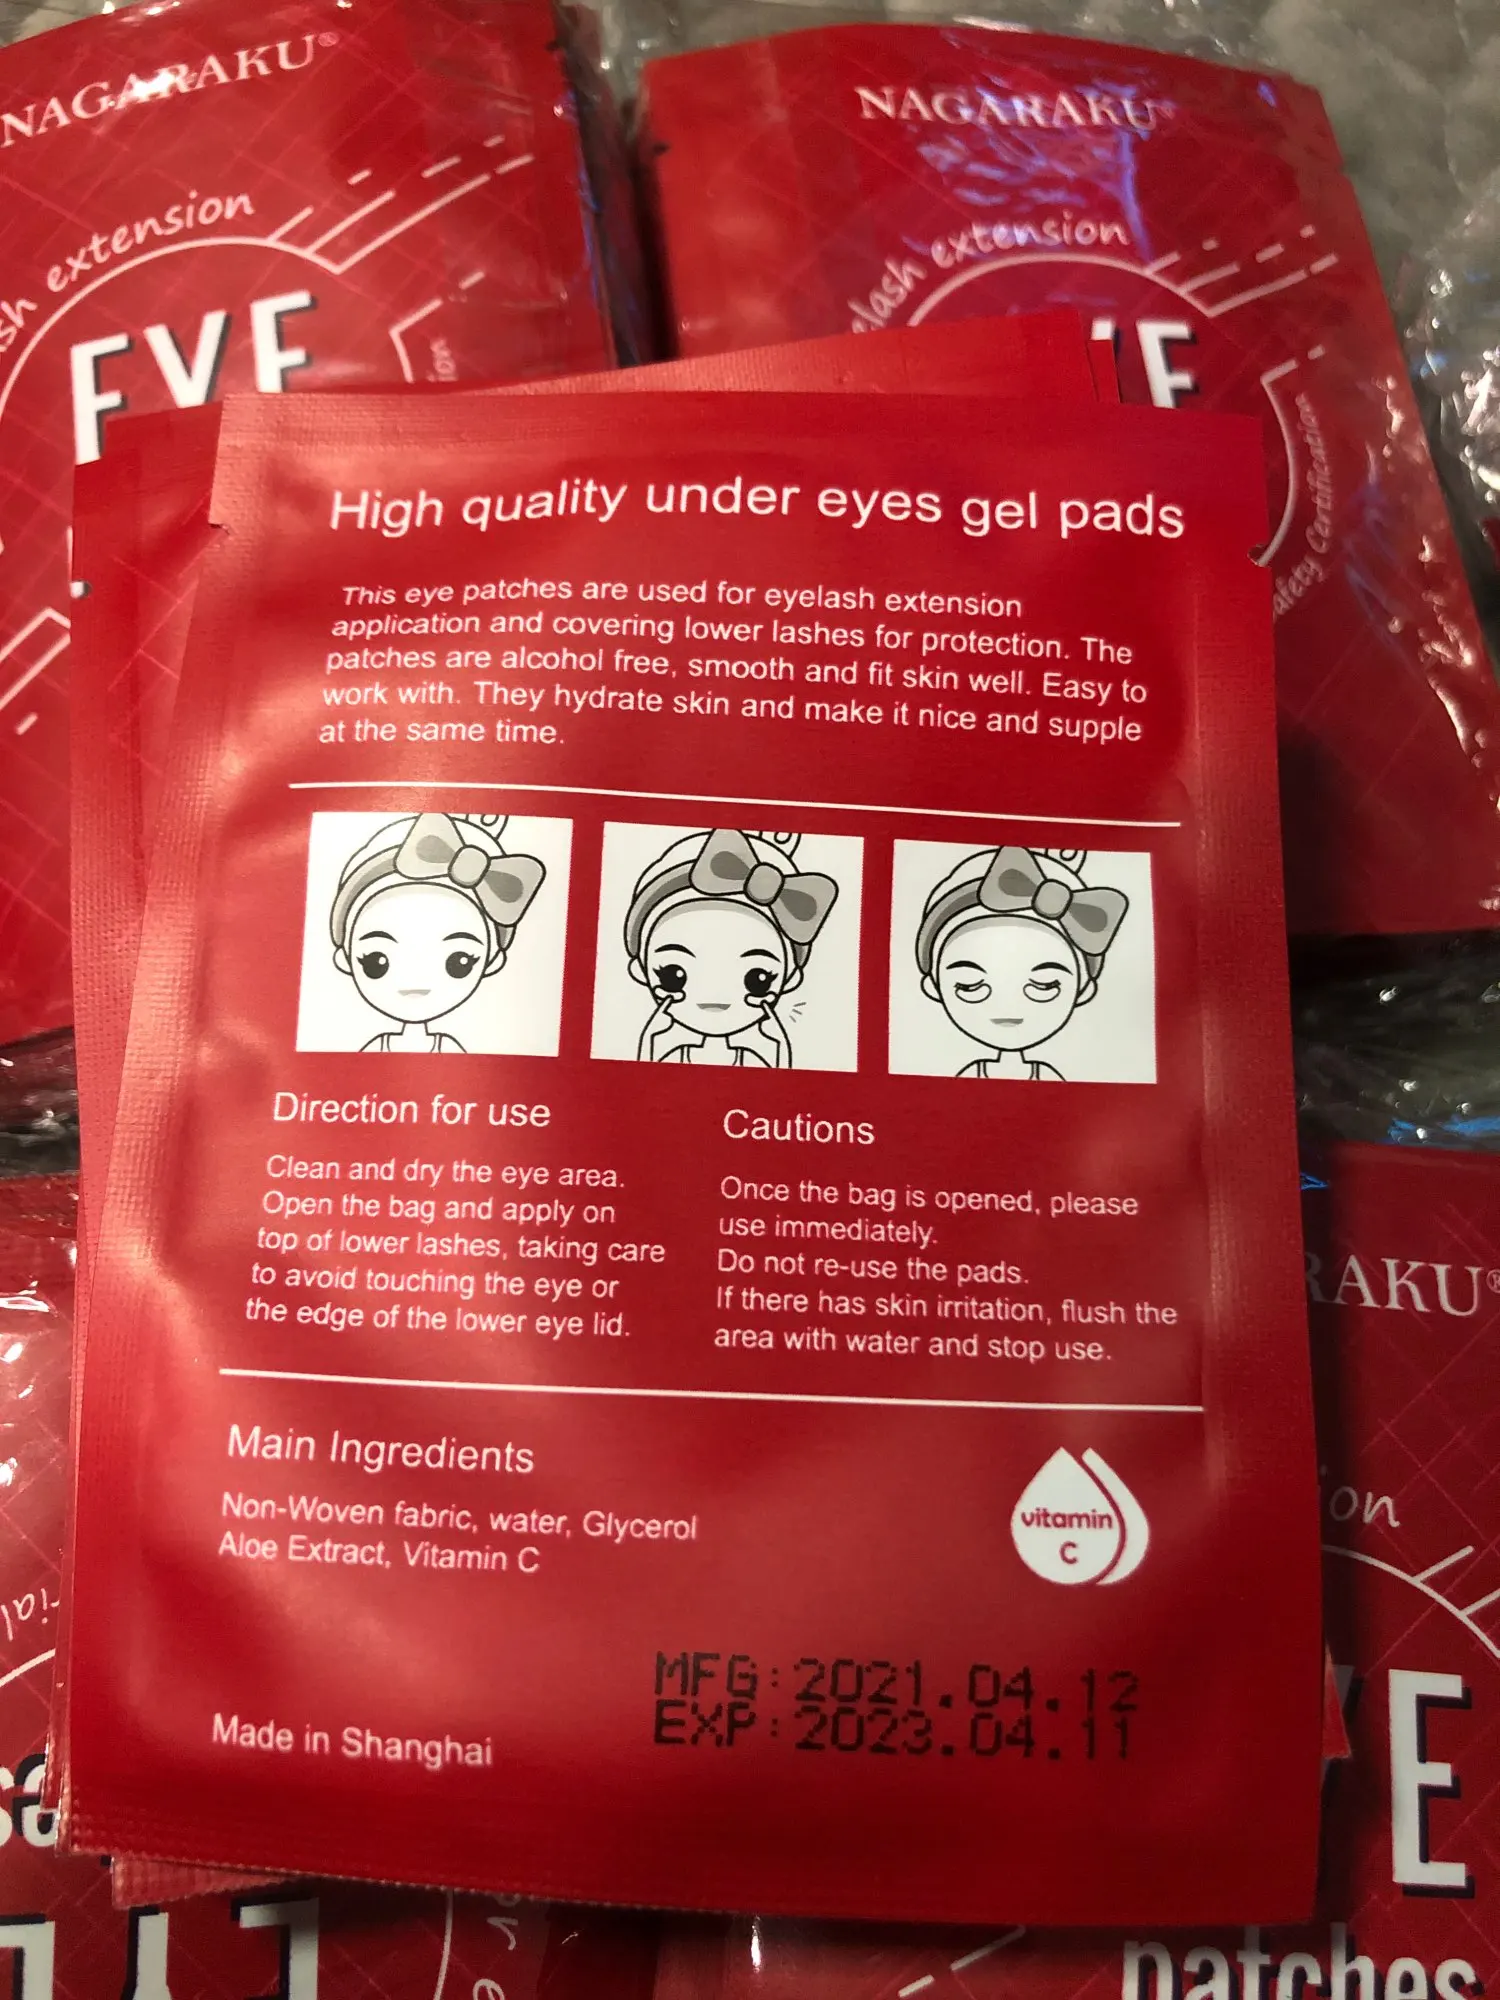 NAGARAKU®
extension
EYE
NAGARAKU
elash extension
Safety Certification
High quality under eyes gel pads
This eye patches are used for eyelash extension
application and covering lower lashes for protection. The
patches are alcohol free, smooth and fit skin well. Easy to
work with. They hydrate skin and make it nice and supple
at the same time.
Direction for use
Clean and dry the eye area.
Open the bag and apply on
top of lower lashes, taking care
to avoid touching the eye or
the edge of the lower eye lid.
Cautions
Once the bag is opened, please
use immediately.
Do not re-use the pads.
If there has skin irritation, flush the
area with water and stop use.
Main Ingredients
Non-Woven fabric, water, Glycerol
Aloe Extract, Vitamin C
vitamin
C
MFG:2021.04.12
EXP:2023.04.11
Made in Shanghai
RAKU®
on
YE
patches